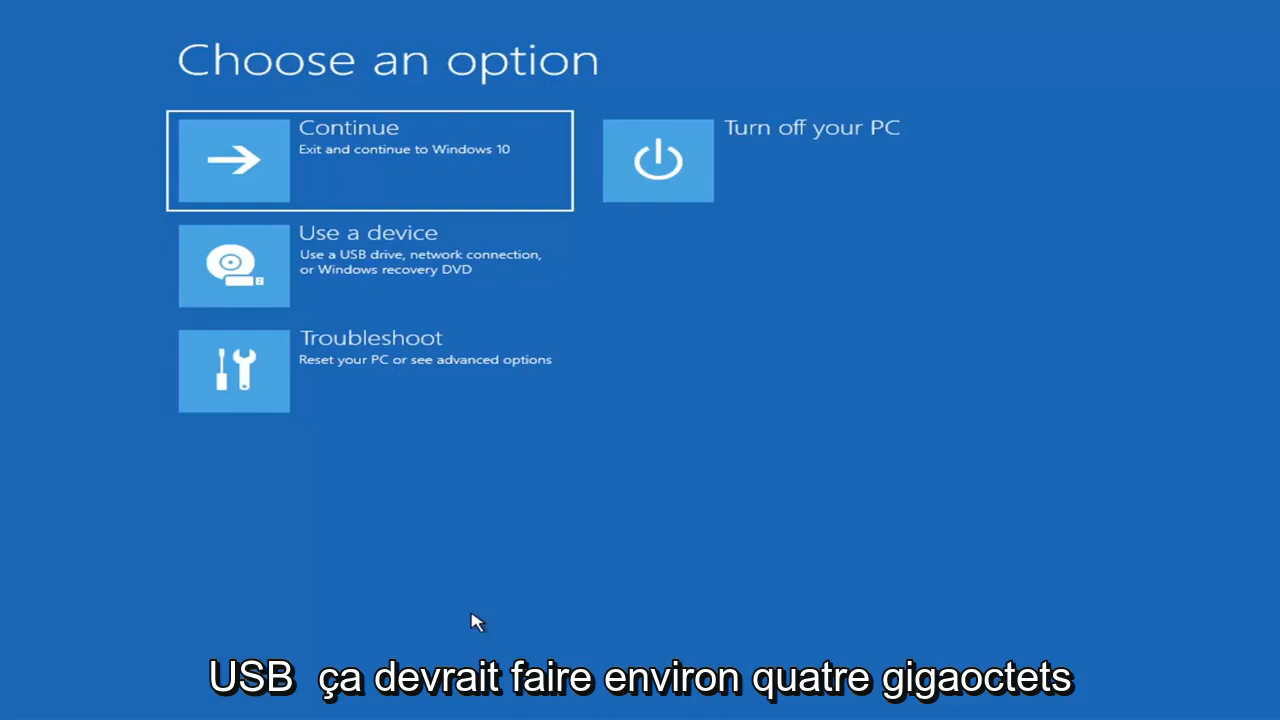 Choose an option
Continue
Exit and continue to Windows 10
Turn off your PC
Use a device
Use a USB drive, network connection,
or Windows recovery DVD
Troubleshoot
Reset your PC or see advanced options
USB ça devrait faire environ quatre gigaoctets